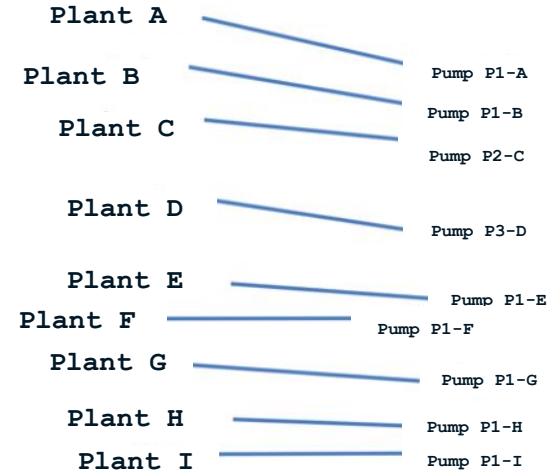 Plant A
Pump P1-A
Plant B
Pump P1-B
Plant C
Pump P2-C
Plant D
Pump P3-D
Plant E
Pump P1-E
Plant F
Pump P1-F
Plant G
Pump P1-G
Plant H
Pump P1-H
Plant I
Pump P1-I